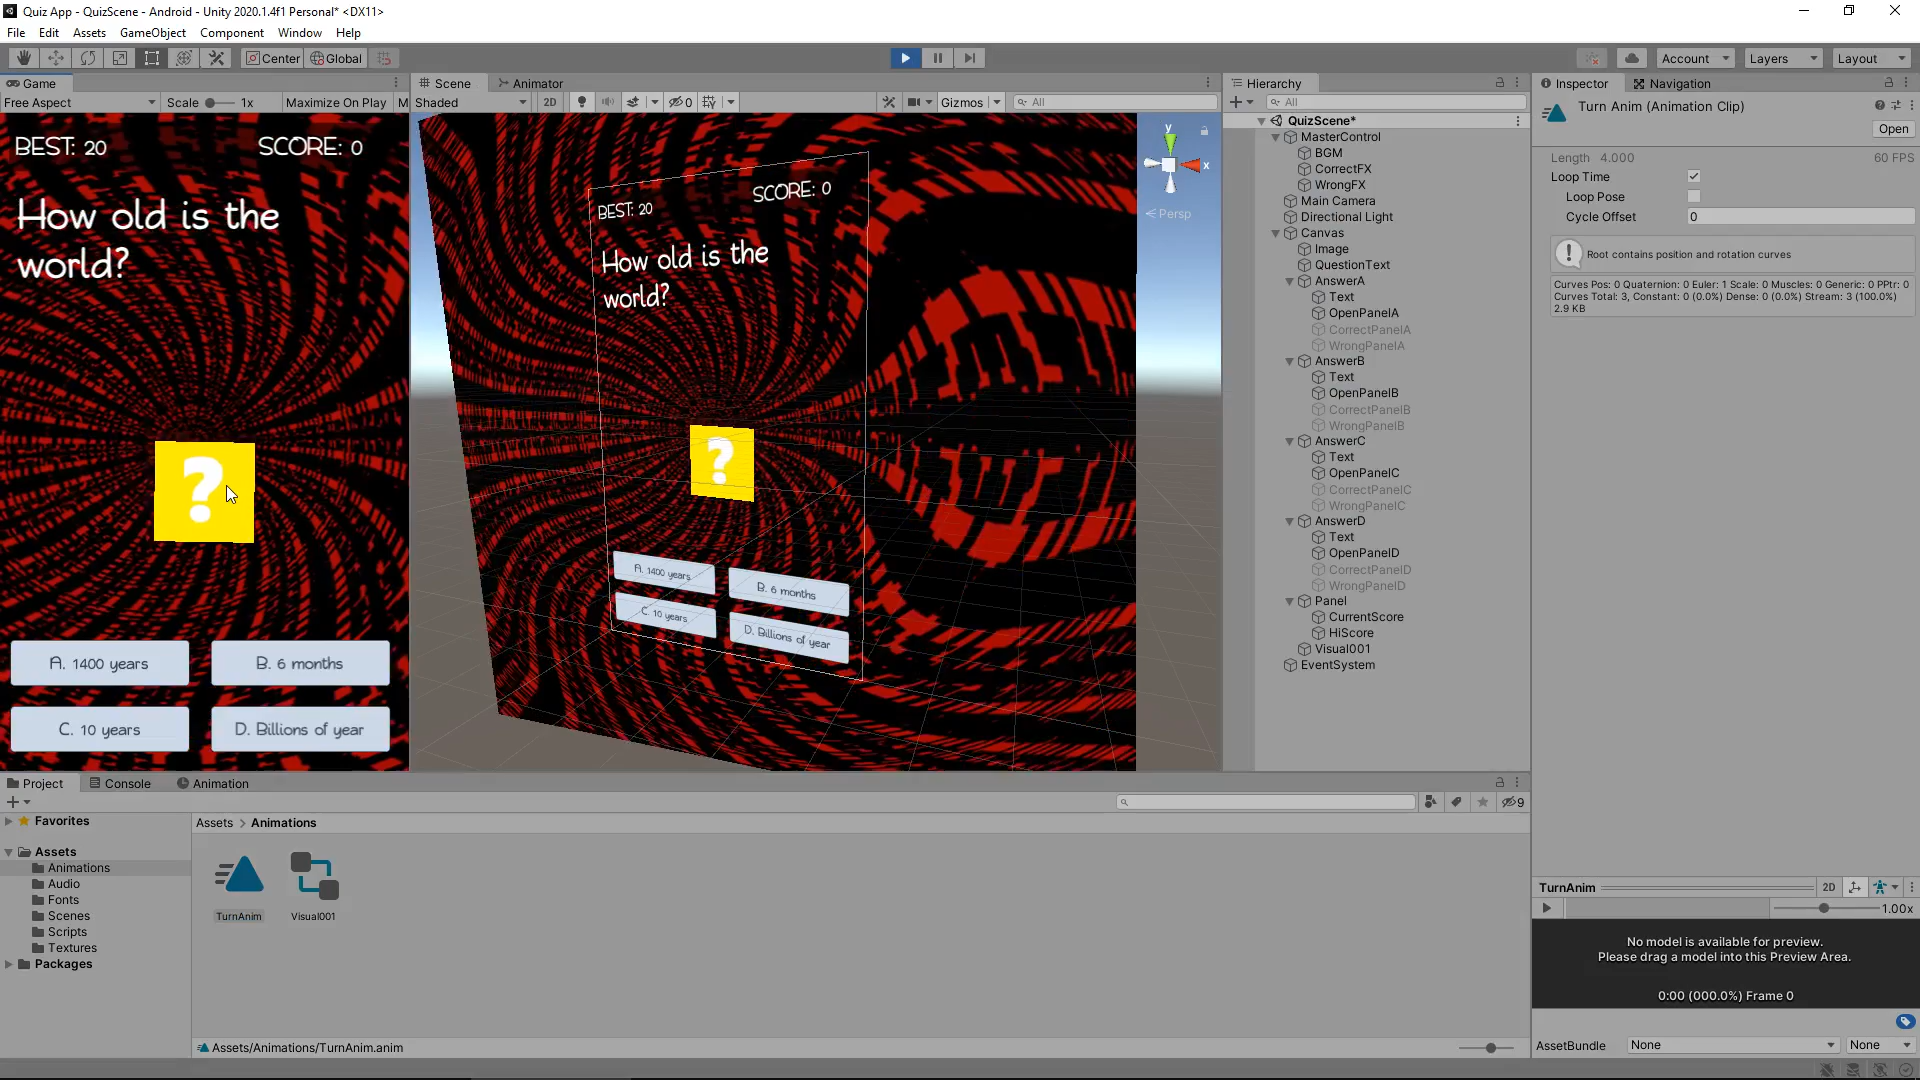 Quiz App - QuizScene - Android - Unity 2020.1.4f1 Personal* <DX11>
File Edit Assets GameObject Component Window Help
Center Global Account Layers Layout
Game
Free Aspect Scale 1x Maximize On Play M
BEST: 20 SCORE: 0
How old is the
world?
?
A. 1400 years B. 6 months
C. 10 years D. Billions of year
Scene Animator
Shaded 2D 0 Gizmos All
y
x
Persp
BEST: 20 SCORE: 0
How old is the
world?
?
A. 1400 years B. 6 months
C. 10 years D. Billions of year
Hierarchy
All
QuizScene*
MasterControl
BGM
CorrectFX
WrongFX
Main Camera
Directional Light
Canvas
Image
QuestionText
AnswerA
Text
OpenPanelA
CorrectPanelA
WrongPanelA
AnswerB
Text
OpenPanelB
CorrectPanelB
WrongPanelB
AnswerC
Text
OpenPanelC
CorrectPanelC
WrongPanelC
AnswerD
Text
OpenPanelD
CorrectPanelD
WrongPanelD
Panel
CurrentScore
HiScore
Visual001
EventSystem
Inspector Navigation
Turn Anim (Animation Clip)
Open
Length 4.000 60 FPS
Loop Time
Loop Pose
Cycle Offset 0
Root contains position and rotation curves
Curves Pos: 0 Quaternion: 0 Euler: 1 Scale: 0 Muscles: 0 Generic: 0 PPtr: 0
Curves Total: 3, Constant: 0 (0.0%) Dense: 0 (0.0%) Stream: 3 (100.0%)
2.9 KB
TurnAnim 2D
1.00x
No model is available for preview.
Please drag a model into this Preview Area.
0:00 (000.0%) Frame 0
AssetBundle None None
Project Console Animation
9
Favorites
Assets
Animations
Audio
Fonts
Scenes
Scripts
Textures
Packages
Assets > Animations
TurnAnim Visual001
Assets/Animations/TurnAnim.anim